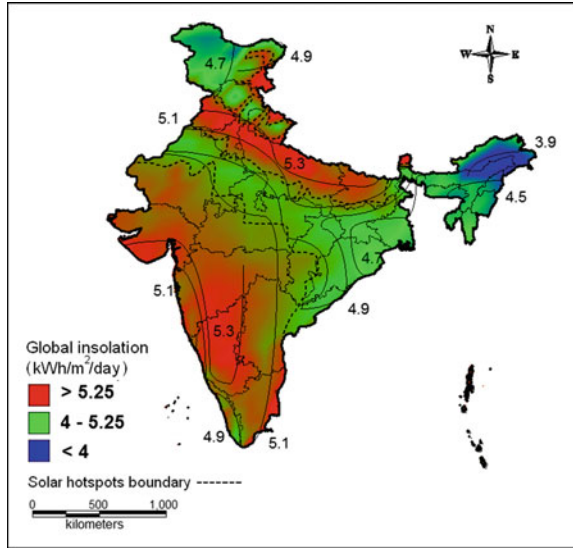 4.9
4.7
N
W E
S
5.1
3.9
5.3
4.5
4.7
5.1
4.9
5.3
Global insolation
(kWh/m²/day)
> 5.25
4 - 5.25
< 4
4.9
5.1
Solar hotspots boundary -------
0 500 1,000
kilometers